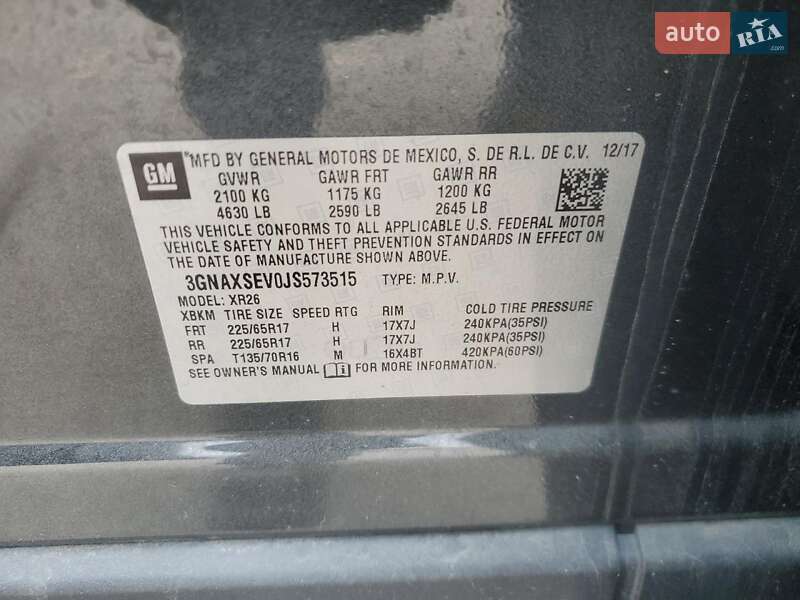 auto RIA.com
GM
*MFD BY GENERAL MOTORS DE MEXICO, S. DE R.L. DE C.V. 12/17
GVWR GAWR FRT GAWR RR
2100 KG 1175 KG 1200 KG
4630 LB 2590 LB 2645 LB
THIS VEHICLE CONFORMS TO ALL APPLICABLE U.S. FEDERAL MOTOR
VEHICLE SAFETY AND THEFT PREVENTION STANDARDS IN EFFECT ON
THE DATE OF MANUFACTURE SHOWN ABOVE.
3GNAXSEV0JS573515 TYPE: M.P.V.
MODEL: XR26
XBKM TIRE SIZE SPEED RTG RIM COLD TIRE PRESSURE
FRT 225/65R17 H 17X7J 240KPA(35PSI)
RR 225/65R17 H 17X7J 240KPA(35PSI)
SPA T135/70R16 M 16X4BT 420KPA(60PSI)
SEE OWNER'S MANUAL FOR MORE INFORMATION.